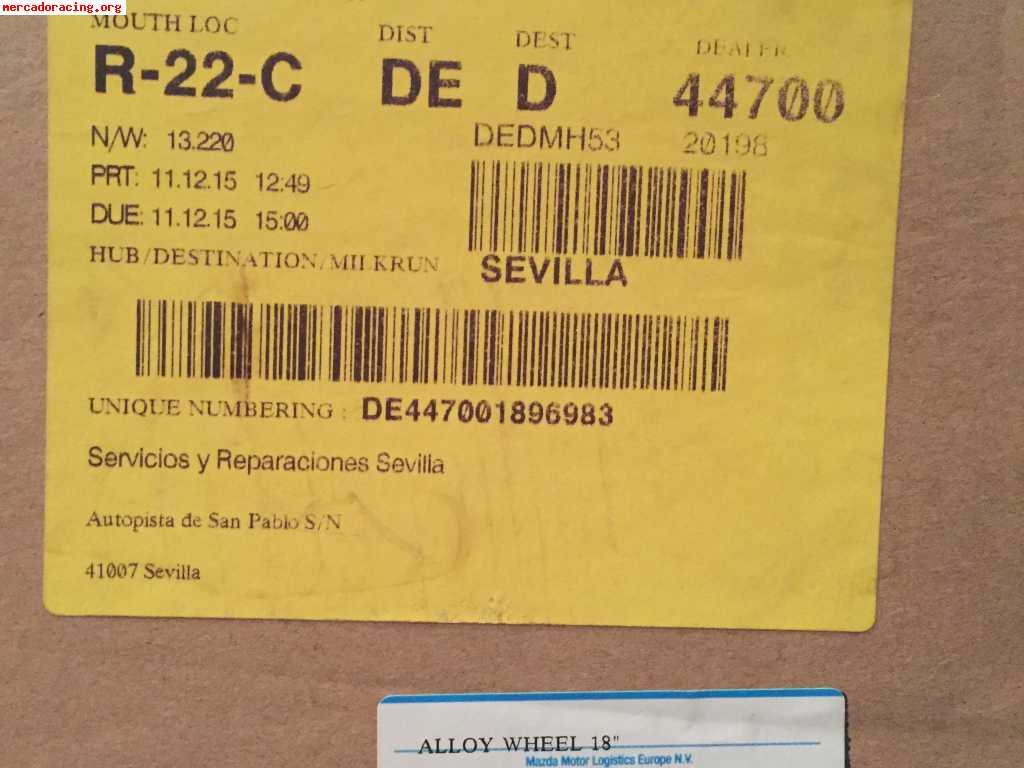 mercadoracing.org
MOUTH LOC DIST DEST DEALER
R-22-C DE D 44700
N/W: 13.220 DEDMH53 20198
PRT: 11.12.15 12:49
DUE: 11.12.15 15:00
HUB/DESTINATION/MILKRUN SEVILLA
UNIQUE NUMBERING : DE447001896983
Servicios y Reparaciones Sevilla
Autopista de San Pablo S/N
41007 Sevilla
ALLOY WHEEL 18"
Mazda Motor Logistics Europe N.V.